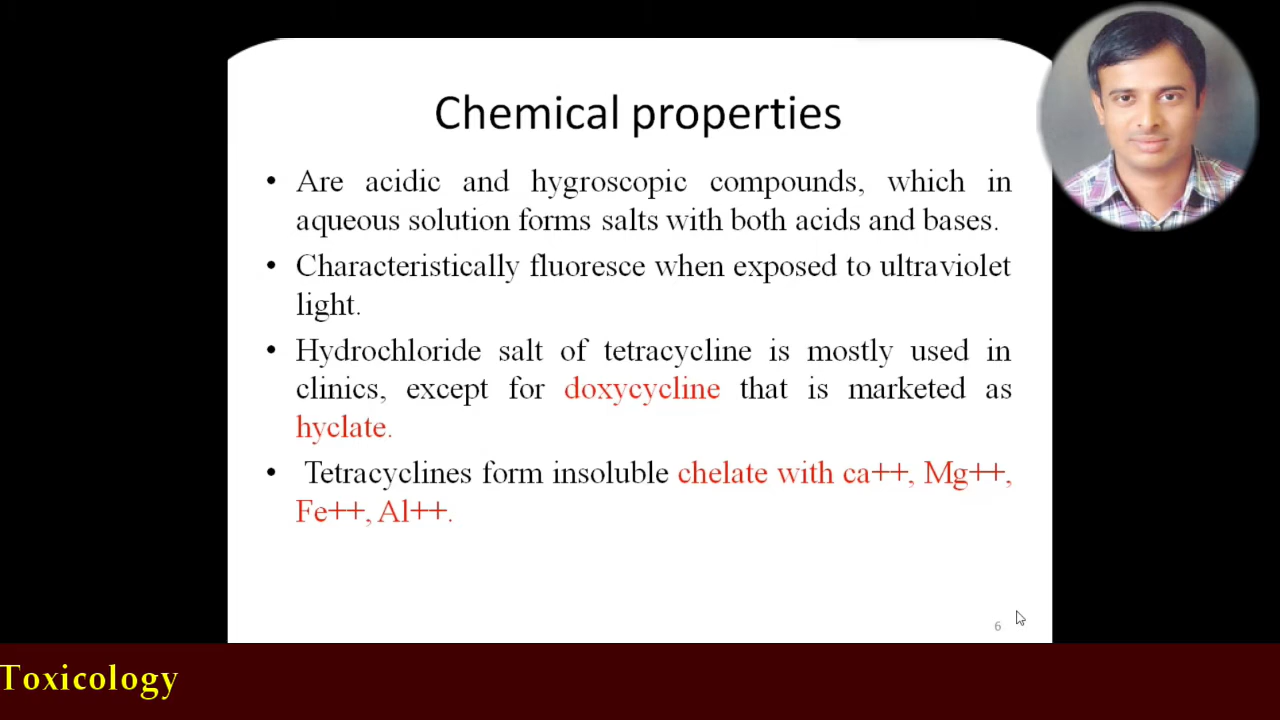 Chemical properties
• Are acidic and hygroscopic compounds, which in
aqueous solution forms salts with both acids and bases.
• Characteristically fluoresce when exposed to ultraviolet
light.
• Hydrochloride salt of tetracycline is mostly used in
clinics, except for doxycycline that is marketed as
hyclate.
• Tetracyclines form insoluble chelate with ca++, Mg++,
Fe++, Al++.
6
Toxicology